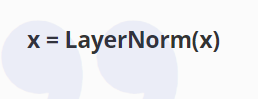 x = LayerNorm(x)